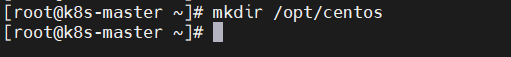 [root@k8s-master ~]# mkdir /opt/centos
[root@k8s-master ~]#